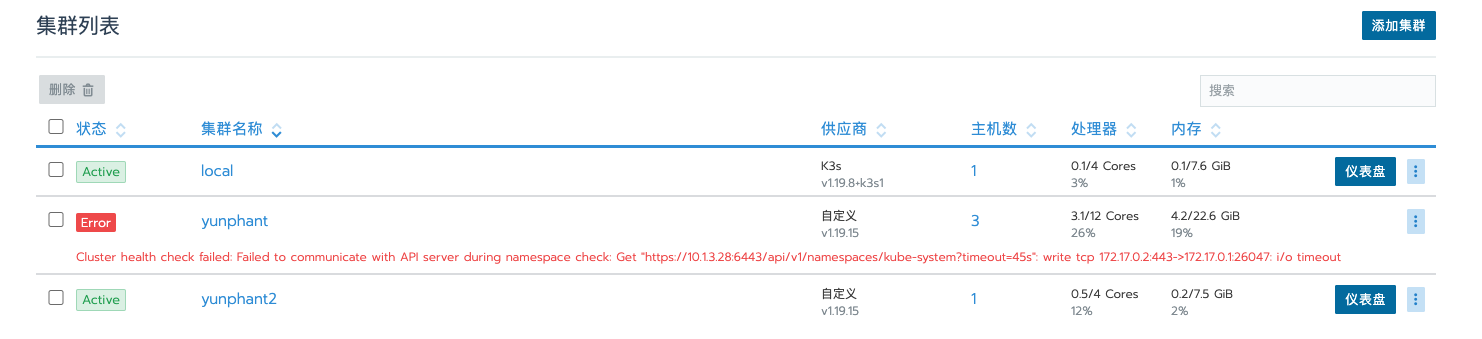 集群列表
添加集群
删除
搜索
状态 集群名称 供应商 主机数 处理器 内存
Active local K3s 1 0.1/4 Cores 0.1/7.6 GiB 仪表盘
v1.19.8+k3s1 3% 1%
Error yunphant 自定义 3 3.1/12 Cores 4.2/22.6 GiB
v1.19.15 26% 19%
Cluster health check failed: Failed to communicate with API server during namespace check: Get "https://10.1.3.28:6443/api/v1/namespaces/kube-system?timeout=45s": write tcp 172.17.0.2:443->172.17.0.1:26047: i/o timeout
Active yunphant2 自定义 1 0.5/4 Cores 0.2/7.5 GiB 仪表盘
v1.19.15 12% 2%